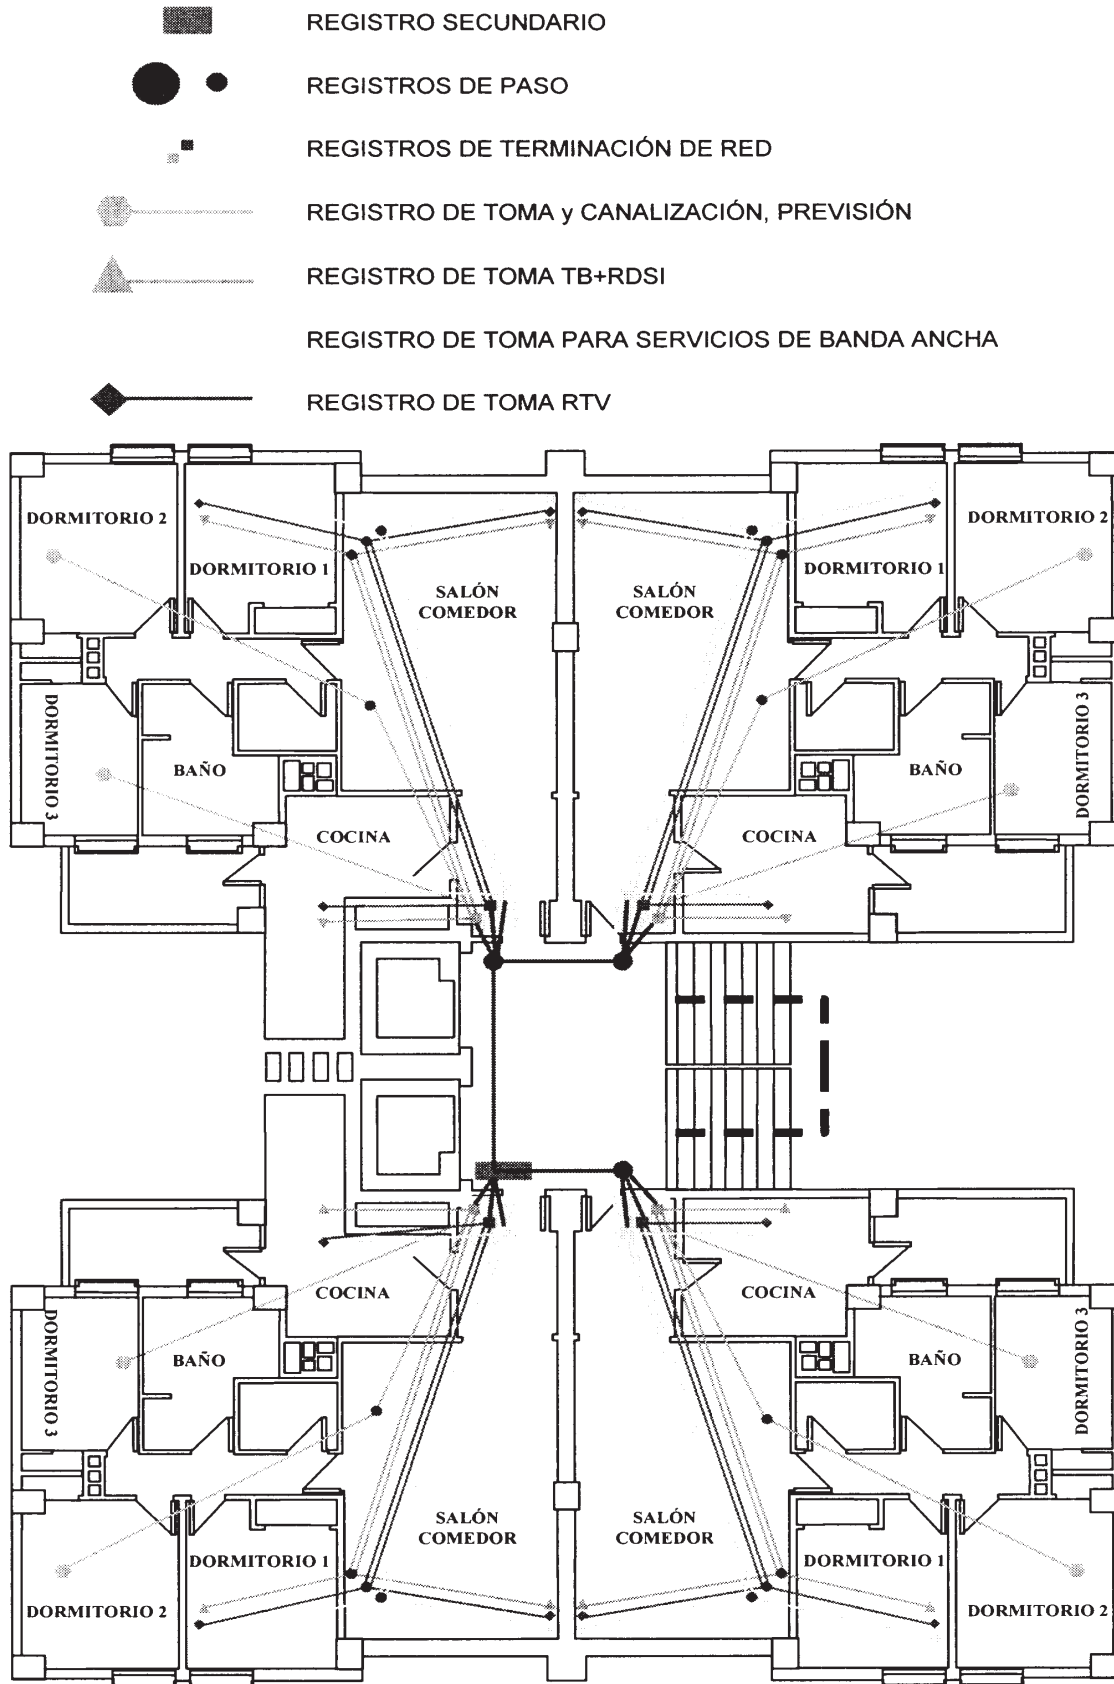 REGISTRO SECUNDARIO
REGISTROS DE PASO
REGISTROS DE TERMINACIÓN DE RED
REGISTRO DE TOMA y CANALIZACIÓN, PREVISIÓN
REGISTRO DE TOMA TB+RDSI
REGISTRO DE TOMA PARA SERVICIOS DE BANDA ANCHA
REGISTRO DE TOMA RTV
DORMITORIO 2
DORMITORIO 1
SALÓN
COMEDOR
SALÓN
COMEDOR
DORMITORIO 1
DORMITORIO 2
DORMITORIO 3
BAÑO
COCINA
COCINA
BAÑO
DORMITORIO 3
DORMITORIO 3
BAÑO
COCINA
COCINA
BAÑO
DORMITORIO 3
DORMITORIO 2
DORMITORIO 1
SALÓN
COMEDOR
SALÓN
COMEDOR
DORMITORIO 1
DORMITORIO 2